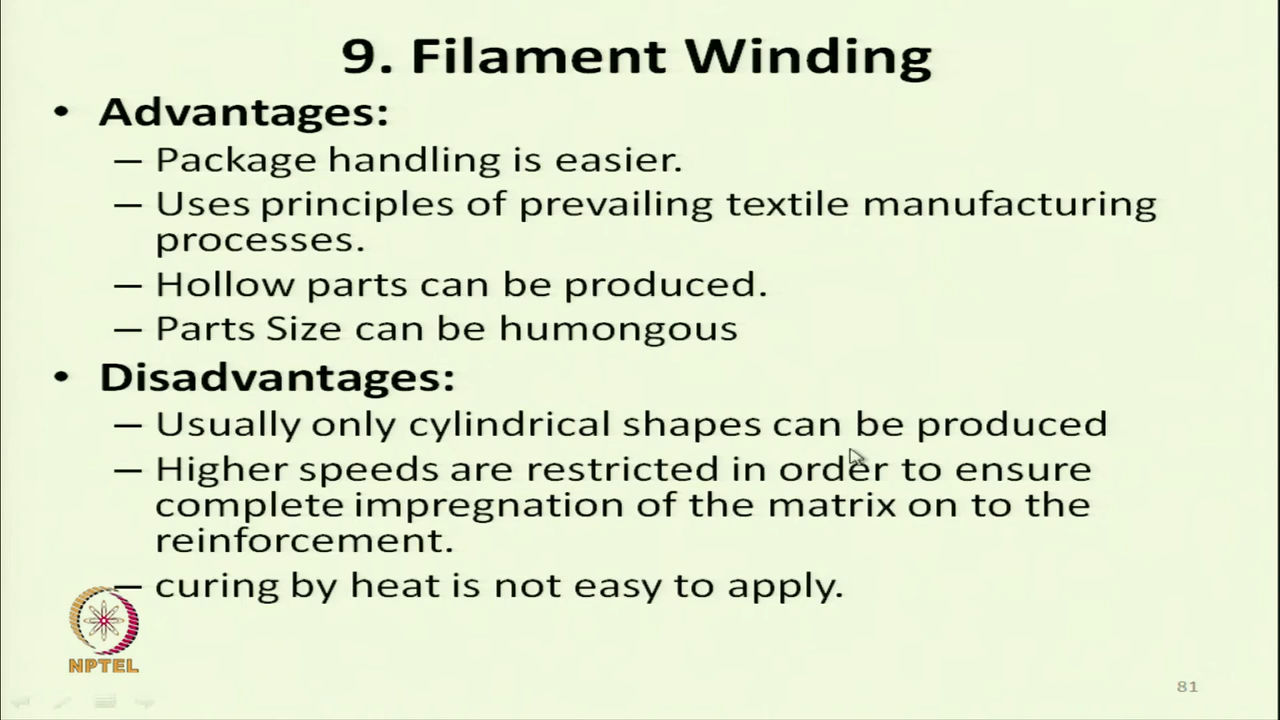 9. Filament Winding
• Advantages:
– Package handling is easier.
– Uses principles of prevailing textile manufacturing
processes.
– Hollow parts can be produced.
– Parts Size can be humongous
• Disadvantages:
– Usually only cylindrical shapes can be produced
– Higher speeds are restricted in order to ensure
complete impregnation of the matrix on to the
reinforcement.
– curing by heat is not easy to apply.
NPTEL
81